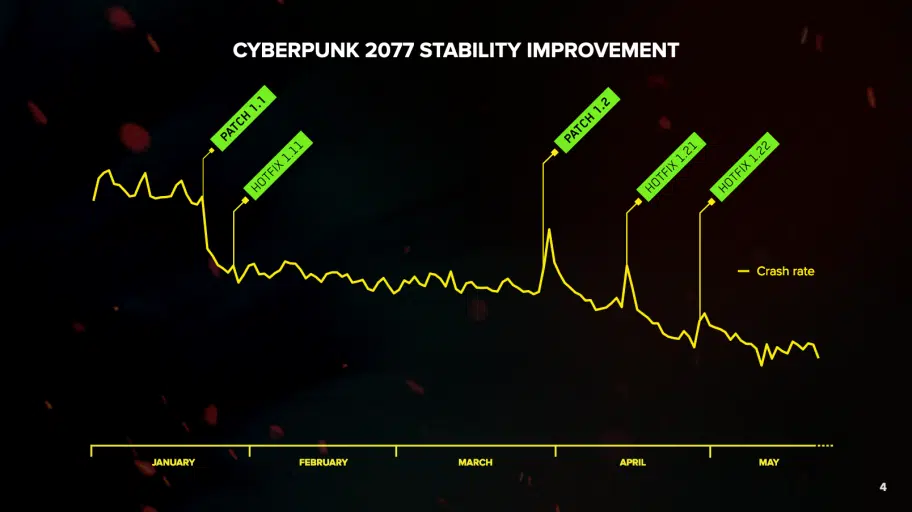 CYBERPUNK 2077 STABILITY IMPROVEMENT
PATCH 1.1
HOTFIX 1.11
PATCH 1.2
HOTFIX 1.21
HOTFIX 1.22
Crash rate
JANUARY
FEBRUARY
MARCH
APRIL
MAY
4